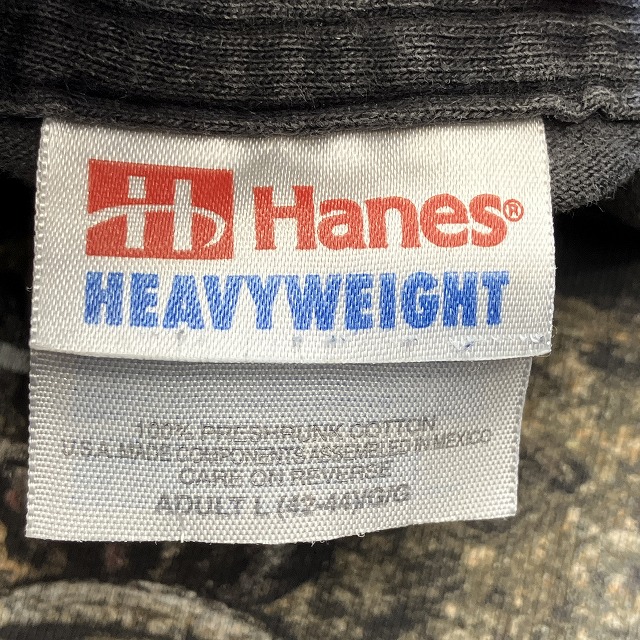 H Hanes®
HEAVYWEIGHT
100% PRESHRUNK COTTON
U.S.A. MADE COMPONENTS ASSEMBLED IN MEXICO
CARE ON REVERSE
ADULT L (42-44)/G/G